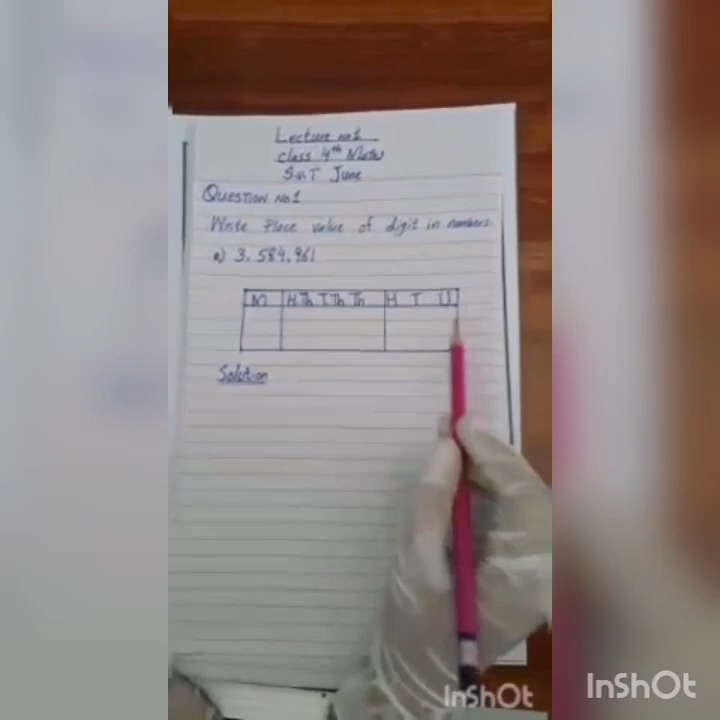 Lecture no 1
class 4th Maths
S.u.T June
Question No 1
Write Place value of digit in numbers
a) 3,584,961
M H.Th T.Th Th H T U
Solution
InShOt
InShOt